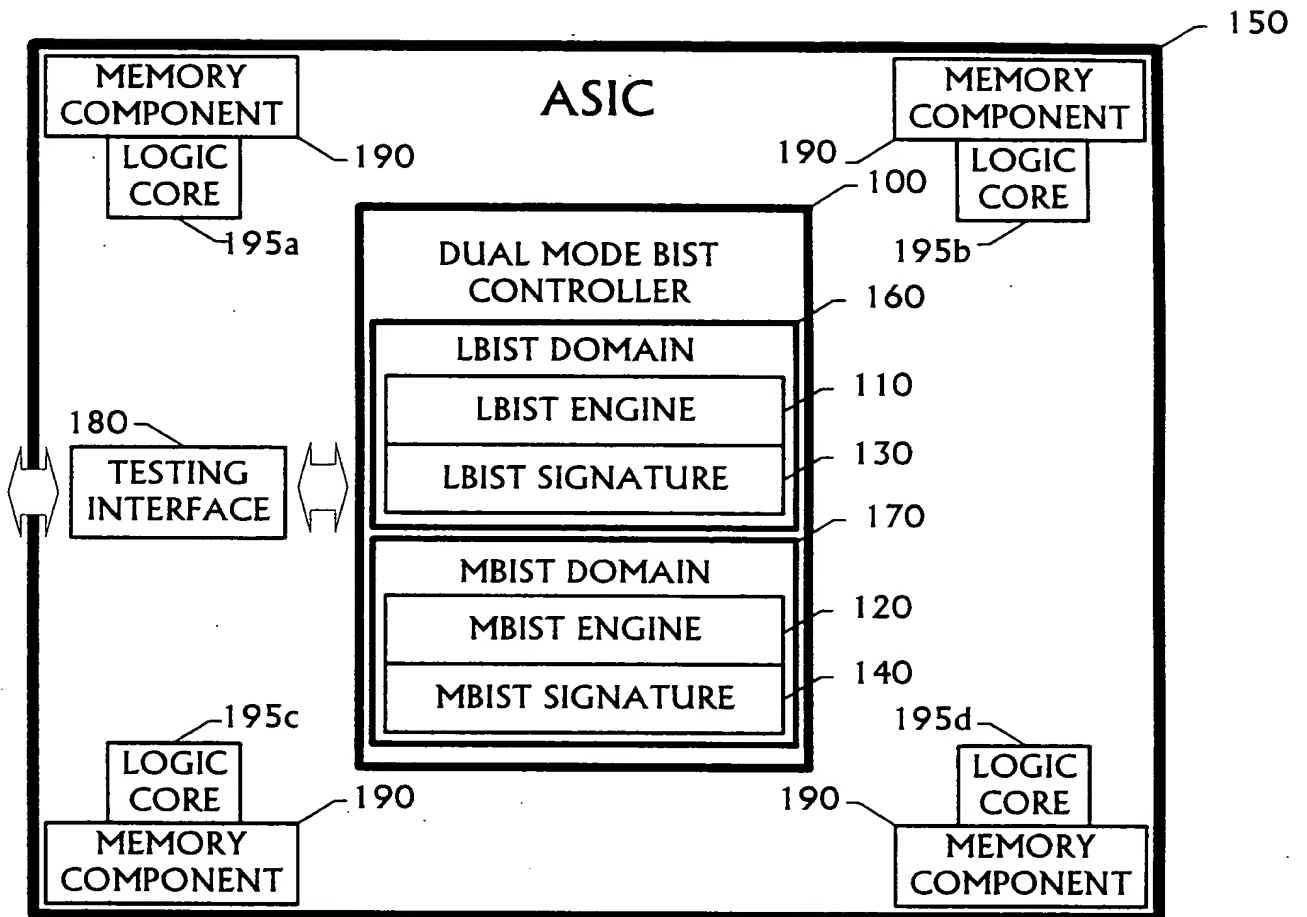 150
MEMORY
COMPONENT
ASIC
MEMORY
COMPONENT
190
190
LOGIC
CORE
LOGIC
CORE
100
195a
195b
DUAL MODE BIST
CONTROLLER
160
LBIST DOMAIN
110
LBIST ENGINE
180
130
TESTING
INTERFACE
LBIST SIGNATURE
170
MBIST DOMAIN
120
MBIST ENGINE
140
MBIST SIGNATURE
195c
195d
LOGIC
CORE
LOGIC
CORE
190
190
MEMORY
COMPONENT
MEMORY
COMPONENT